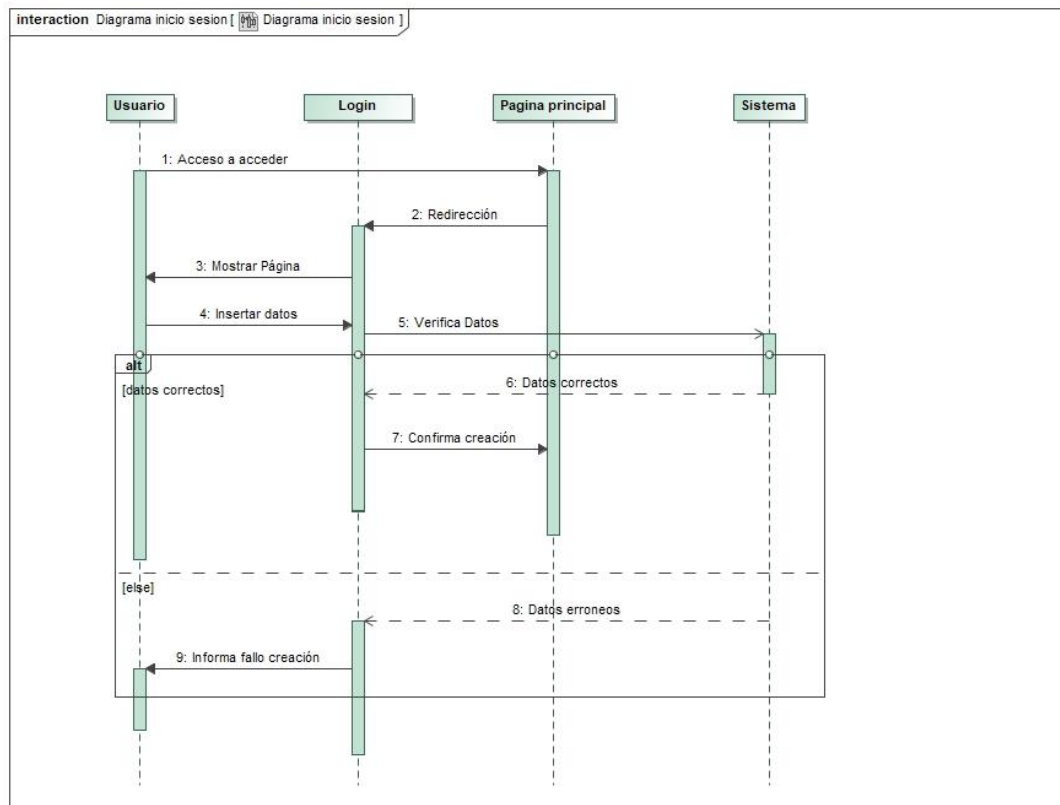 interaction Diagrama inicio sesion [ Diagrama inicio sesion ]
Usuario
Login
Pagina principal
Sistema
1: Acceso a acceder
2: Redirección
3: Mostrar Página
4: Insertar datos
5: Verifica Datos
alt
[datos correctos]
6: Datos correctos
7: Confirma creación
[else]
8: Datos erroneos
9: Informa fallo creación